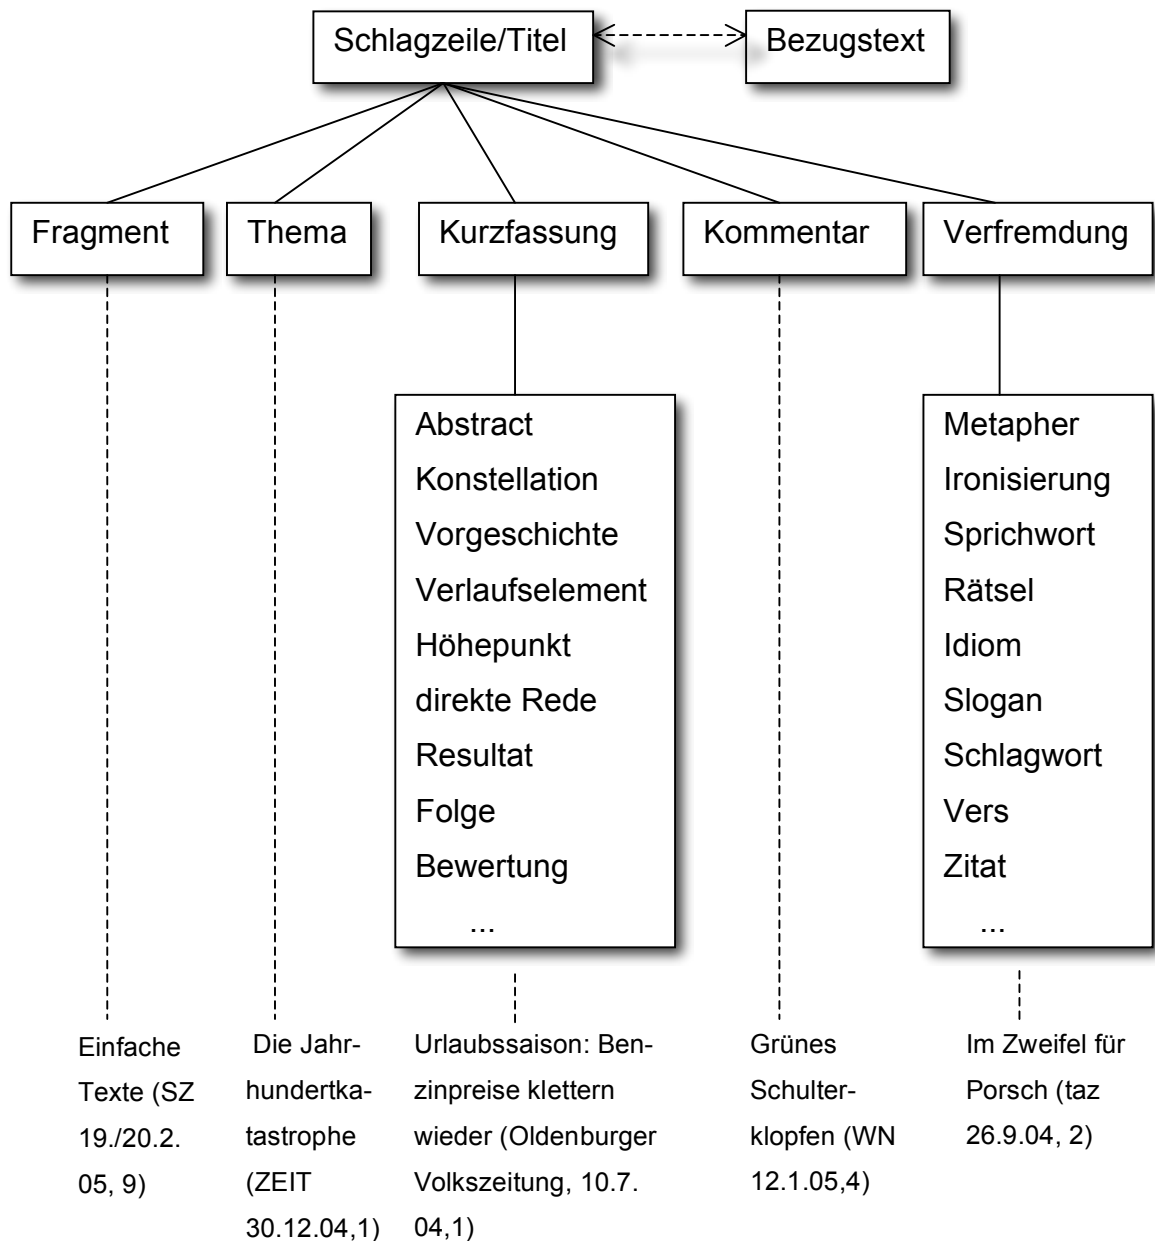 Schlagzeile/Titel
Bezugstext
Fragment
Thema
Kurzfassung
Kommentar
Verfremdung
Abstract
Konstellation
Vorgeschichte
Verlaufselement
Höhepunkt
direkte Rede
Resultat
Folge
Bewertung
...
Metapher
Ironisierung
Sprichwort
Rätsel
Idiom
Slogan
Schlagwort
Vers
Zitat
...
Einfache
Texte (SZ
19./20.2.
05, 9)
Die Jahr-
hundertka-
tastrophe
(ZEIT
30.12.04,1)
Urlaubssaison: Ben-
zinpreise klettern
wieder (Oldenburger
Volkszeitung, 10.7.
04,1)
Grünes
Schulter-
klopfen (WN
12.1.05,4)
Im Zweifel für
Porsch (taz
26.9.04, 2)